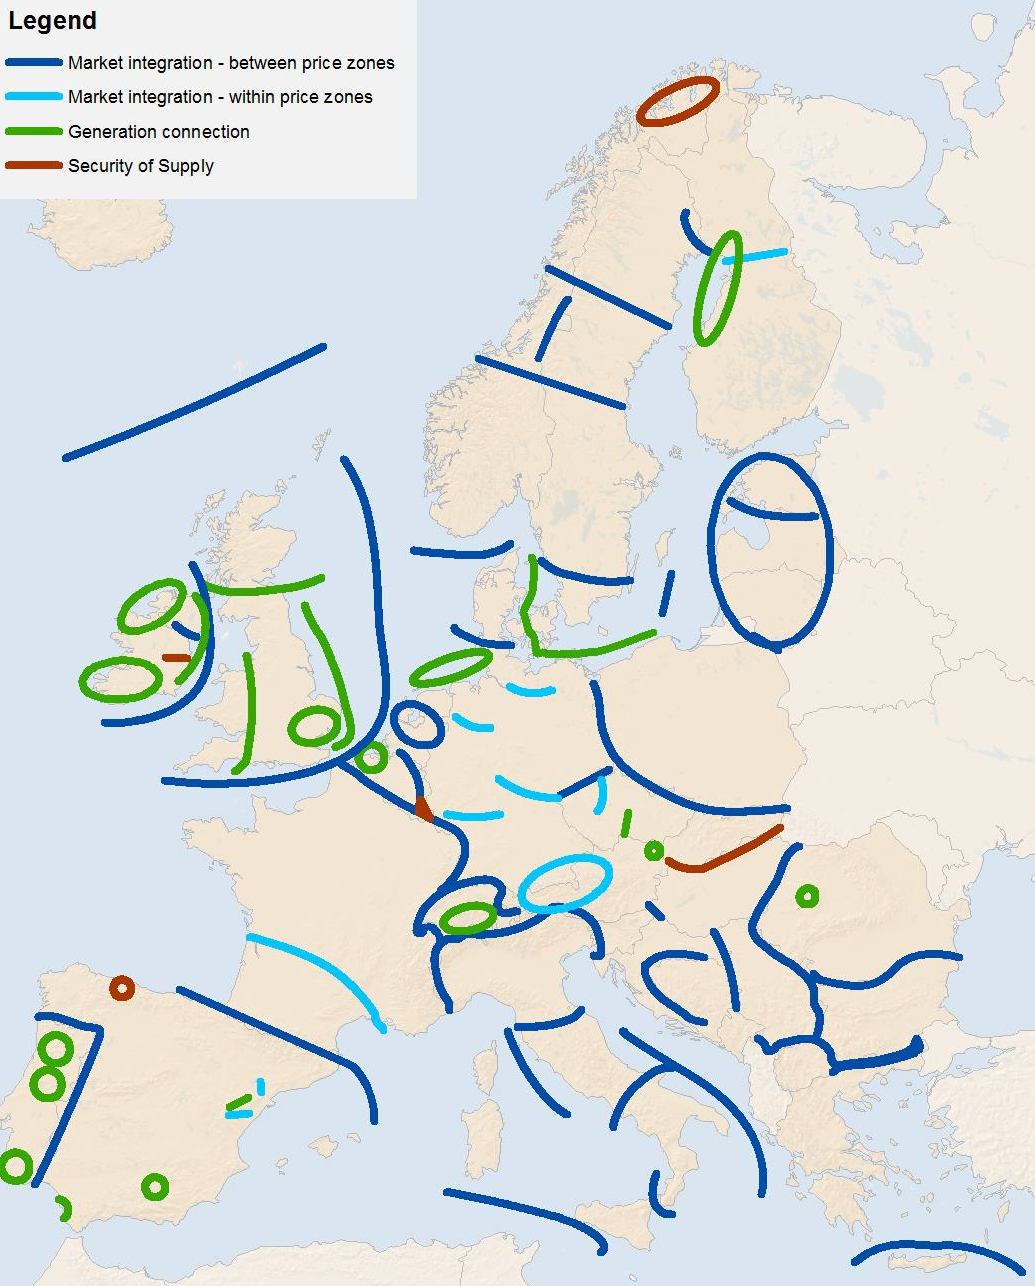 Legend
Market integration - between price zones
Market integration - within price zones
Generation connection
Security of Supply